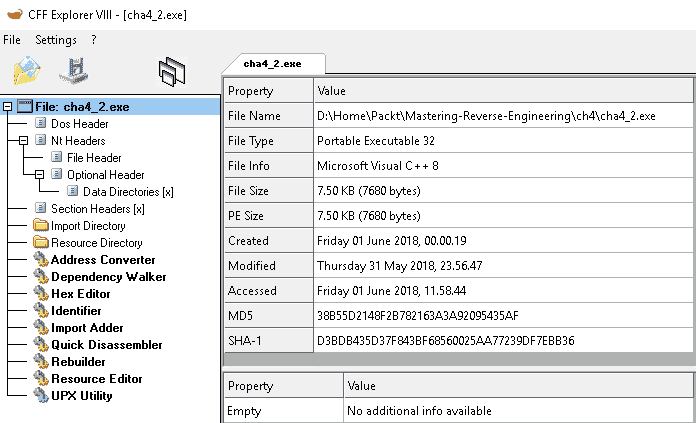 CFF Explorer VIII - [cha4_2.exe]
File Settings ?
File: cha4_2.exe
Dos Header
Nt Headers
File Header
Optional Header
Data Directories [x]
Section Headers [x]
Import Directory
Resource Directory
Address Converter
Dependency Walker
Hex Editor
Identifier
Import Adder
Quick Disassembler
Rebuilder
Resource Editor
UPX Utility
cha4_2.exe
Property Value
File Name D:\Home\Packt\Mastering-Reverse-Engineering\ch4\cha4_2.exe
File Type Portable Executable 32
File Info Microsoft Visual C++ 8
File Size 7.50 KB (7680 bytes)
PE Size 7.50 KB (7680 bytes)
Created Friday 01 June 2018, 00.00.19
Modified Thursday 31 May 2018, 23.56.47
Accessed Friday 01 June 2018, 11.58.44
MD5 38B55D2148F2B782163A3A92095435AF
SHA-1 D3BDB435D37F843BF68560025AA77239DF7EBB36
Property Value
Empty No additional info available